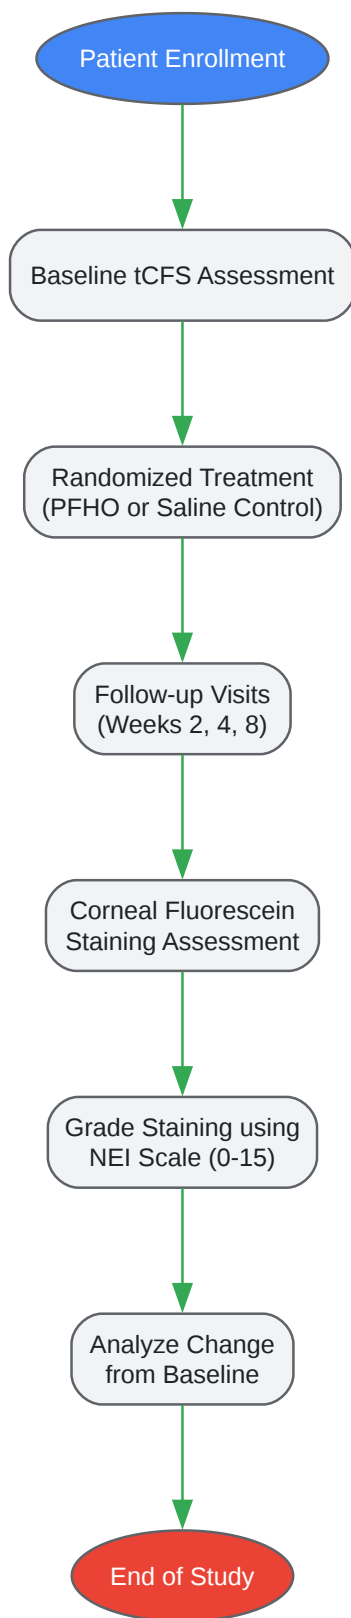 Patient Enrollment
Baseline tCFS Assessment
Randomized Treatment
(PFHO or Saline Control)
Follow-up Visits
(Weeks 2, 4, 8)
Corneal Fluorescein
Staining Assessment
Grade Staining using
NEI Scale (0-15)
Analyze Change
from Baseline
End of Study